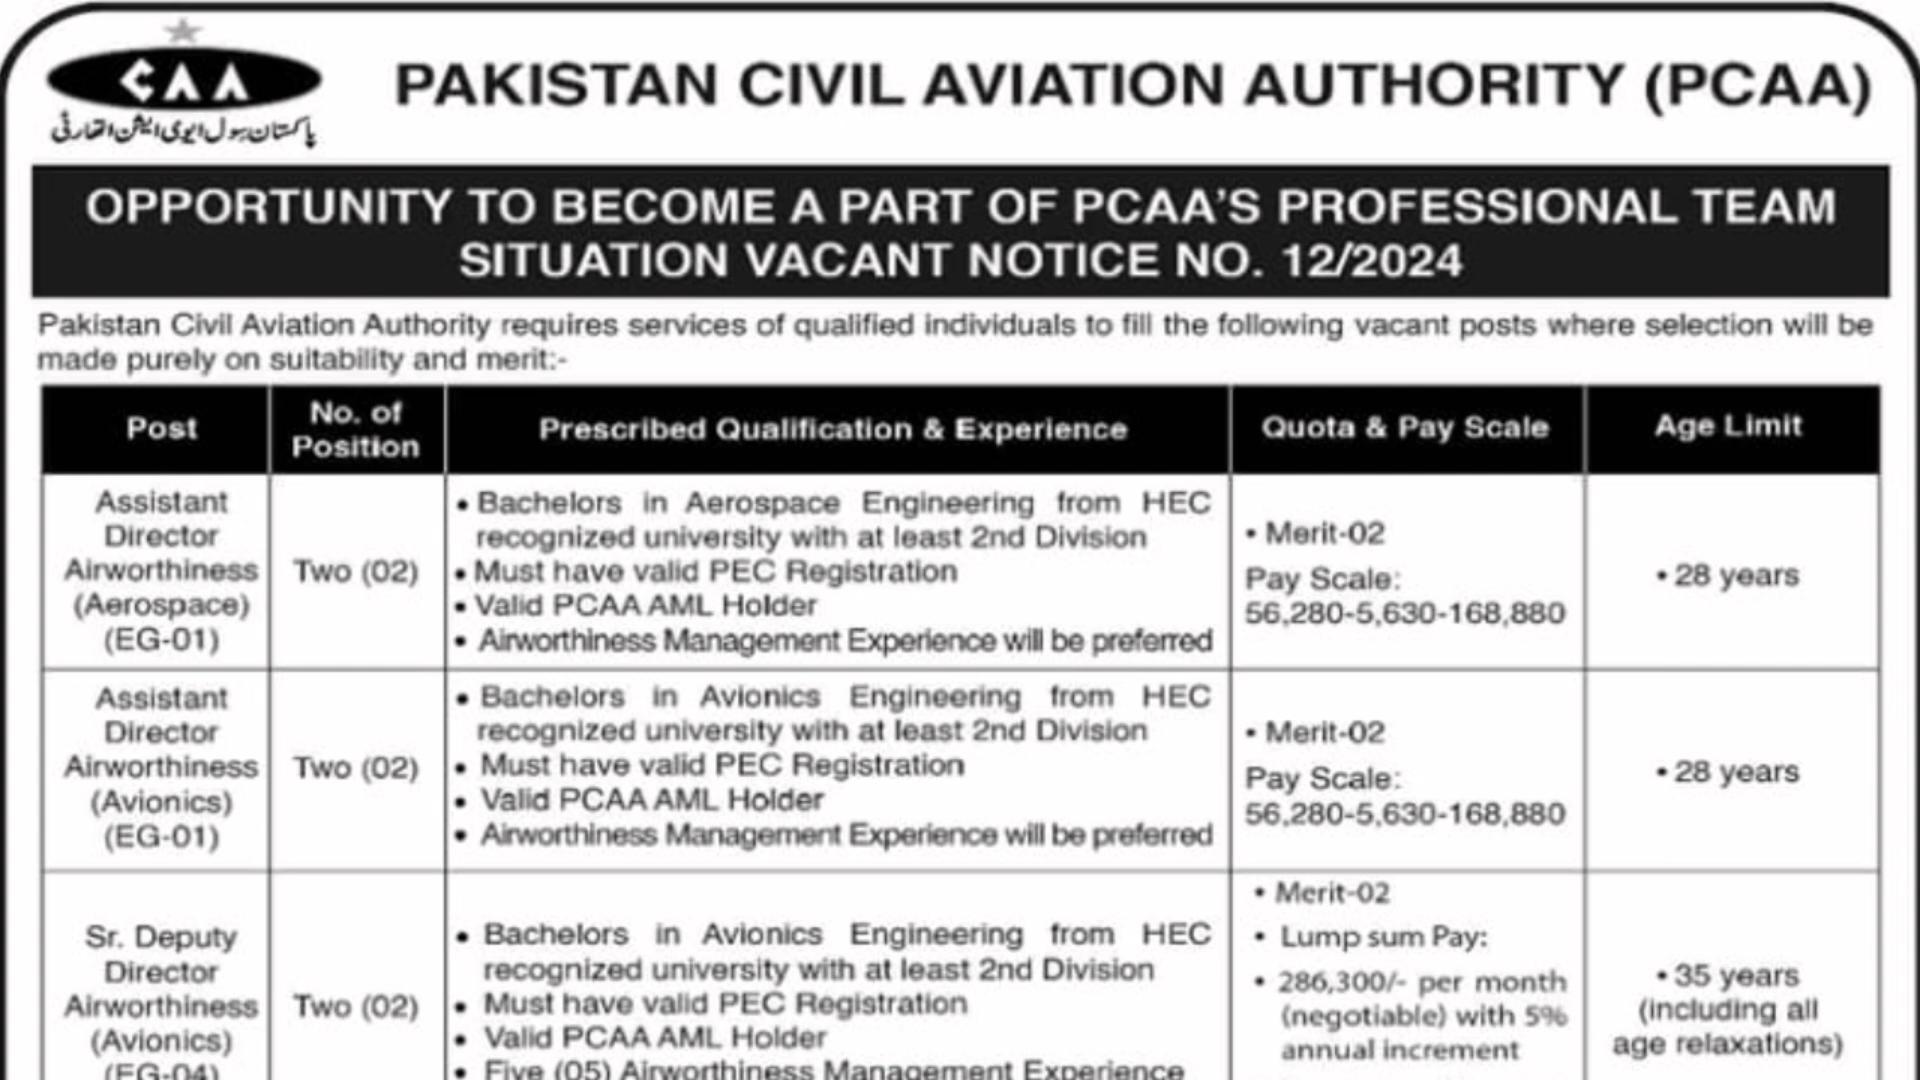 CAA
پاکستان سول ایوی ایشن اتھارٹی
PAKISTAN CIVIL AVIATION AUTHORITY (PCAA)
OPPORTUNITY TO BECOME A PART OF PCAA'S PROFESSIONAL TEAM
SITUATION VACANT NOTICE NO. 12/2024
Pakistan Civil Aviation Authority requires services of qualified individuals to fill the following vacant posts where selection will be
made purely on suitability and merit:-
Post
No. of
Position
Prescribed Qualification & Experience
Quota & Pay Scale
Age Limit
Assistant
Director
Airworthiness
(Aerospace)
(EG-01)
Two (02)
• Bachelors in Aerospace Engineering from HEC
recognized university with at least 2nd Division
• Must have valid PEC Registration
• Valid PCAA AML Holder
• Airworthiness Management Experience will be preferred
• Merit-02
Pay Scale:
56,280-5,630-168,880
• 28 years
Assistant
Director
Airworthiness
(Avionics)
(EG-01)
Two (02)
• Bachelors in Avionics Engineering from HEC
recognized university with at least 2nd Division
• Must have valid PEC Registration
• Valid PCAA AML Holder
• Airworthiness Management Experience will be preferred
• Merit-02
Pay Scale:
56,280-5,630-168,880
• 28 years
Sr. Deputy
Director
Airworthiness
(Avionics)
(EG-04)
Two (02)
• Bachelors in Avionics Engineering from HEC
recognized university with at least 2nd Division
• Must have valid PEC Registration
• Valid PCAA AML Holder
• Five (05) Airworthiness Management Experience
• Merit-02
• Lump sum Pay:
• 286,300/- per month
(negotiable) with 5%
annual increment
• 35 years
(including all
age relaxations)